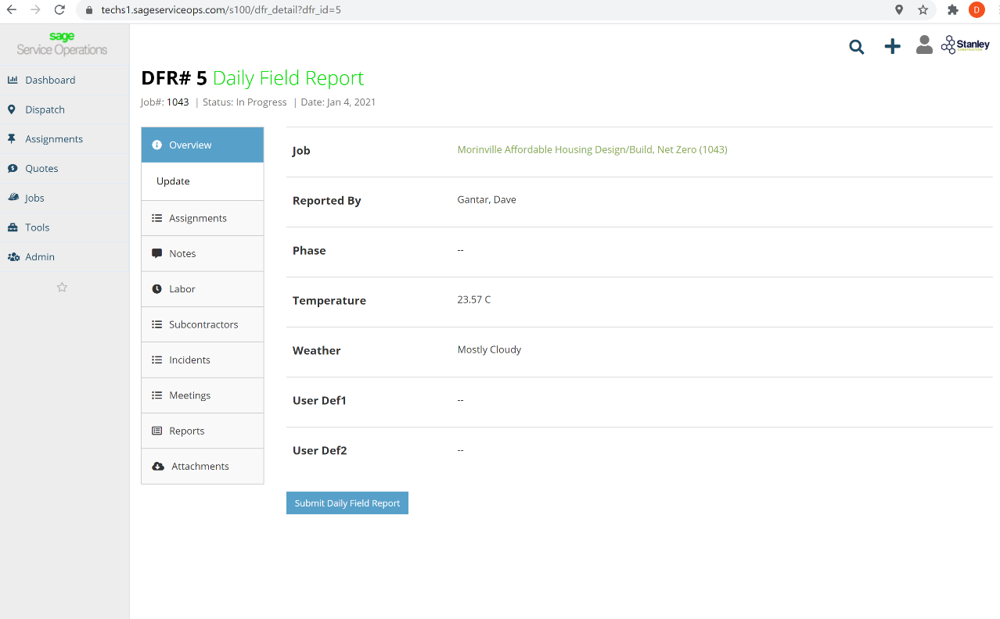 techs1.sageserviceops.com/s100/dfr_detail?dfr_id=5
D
sage
Service Operations
Dashboard
Dispatch
Assignments
Quotes
Jobs
Tools
Admin
Stanley
CONSTRUCTION
DFR# 5 Daily Field Report
Job#: 1043 | Status: In Progress | Date: Jan 4, 2021
Overview
Update
Assignments
Notes
Labor
Subcontractors
Incidents
Meetings
Reports
Attachments
Job Morinville Affordable Housing Design/Build, Net Zero (1043)
Reported By Gantar, Dave
Phase --
Temperature 23.57 C
Weather Mostly Cloudy
User Def1 --
User Def2 --
Submit Daily Field Report